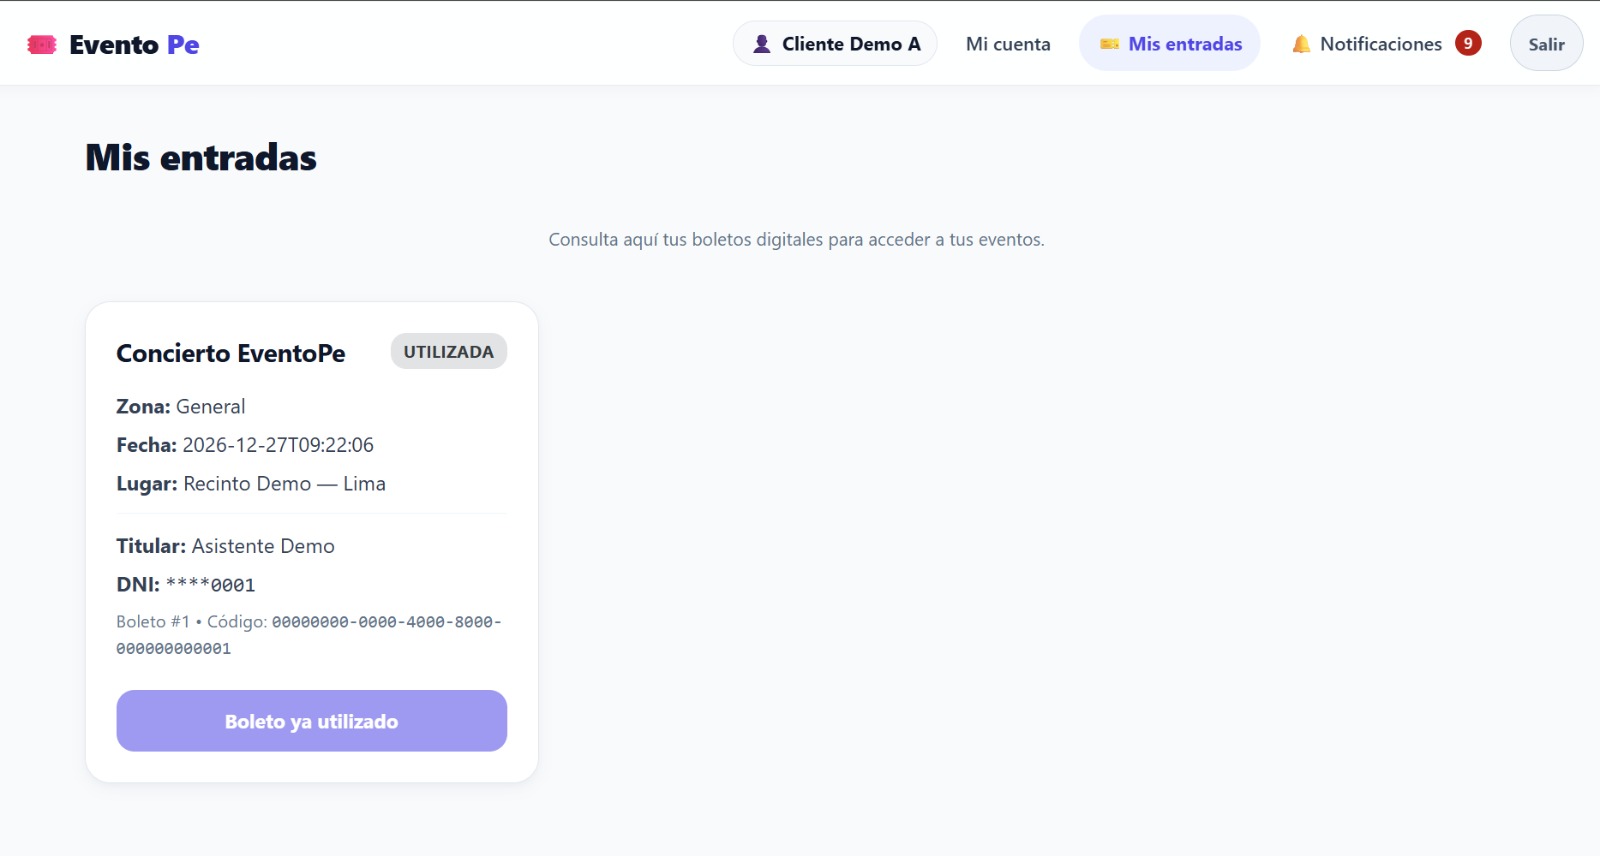 Evento Pe
Cliente Demo A
Mi cuenta
Mis entradas
Notificaciones 9
Salir
Mis entradas
Consulta aquí tus boletos digitales para acceder a tus eventos.
Concierto EventoPe
UTILIZADA
Zona: General
Fecha: 2026-12-27T09:22:06
Lugar: Recinto Demo — Lima
Titular: Asistente Demo
DNI: ****0001
Boleto #1 • Código: 00000000-0000-4000-8000-
000000000001
Boleto ya utilizado